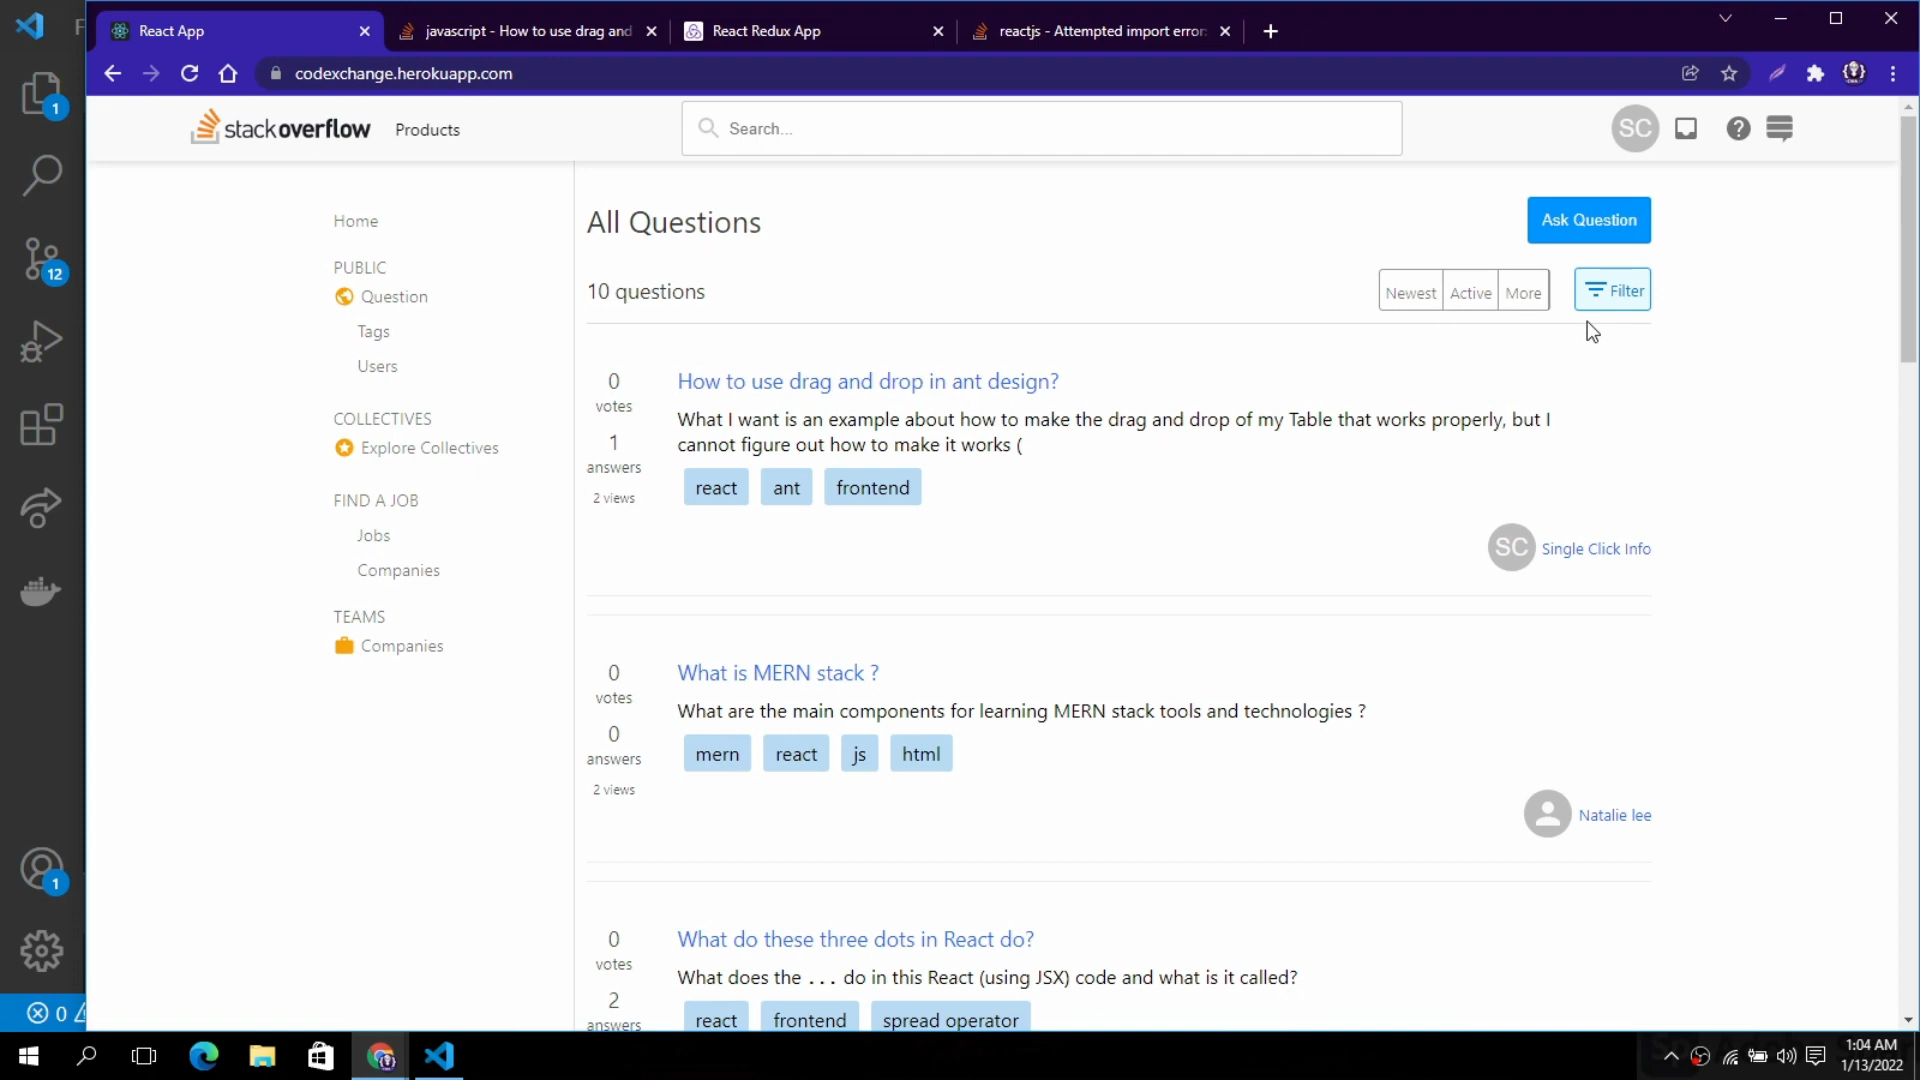 React App
javascript - How to use drag and
React Redux App
reactjs - Attempted import error:
codexchange.herokuapp.com
stackoverflow
Products
Search...
SC
Home
PUBLIC
Question
Tags
Users
COLLECTIVES
Explore Collectives
FIND A JOB
Jobs
Companies
TEAMS
Companies
All Questions
Ask Question
10 questions
Newest
Active
More
Filter
0
votes
1
answers
2 views
How to use drag and drop in ant design?
What I want is an example about how to make the drag and drop of my Table that works properly, but I
cannot figure out how to make it works (
react
ant
frontend
SC
Single Click Info
0
votes
0
answers
2 views
What is MERN stack ?
What are the main components for learning MERN stack tools and technologies ?
mern
react
js
html
Natalie lee
0
votes
2
answers
What do these three dots in React do?
What does the ... do in this React (using JSX) code and what is it called?
react
frontend
spread operator
1
12
1
0
1:04 AM
1/13/2022